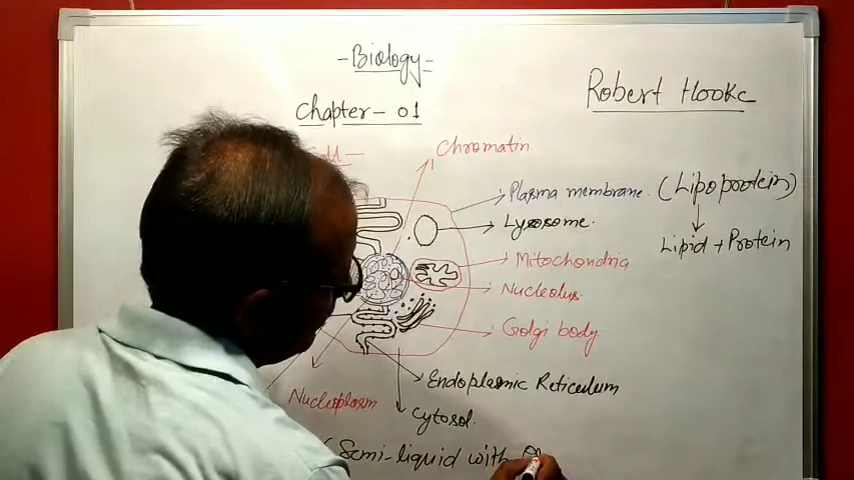 - Biology -
Robert Hooke
Chapter - 01
Cell -
Chromatin
Plasma membrane. (Lipoprotein)
Lysosome.
Lipid + Protein
Mitochondria
Nucleolus
Golgi body
Endoplasmic Reticulum
Nucleoplasm
Cytosol.
(Semi-liquid with